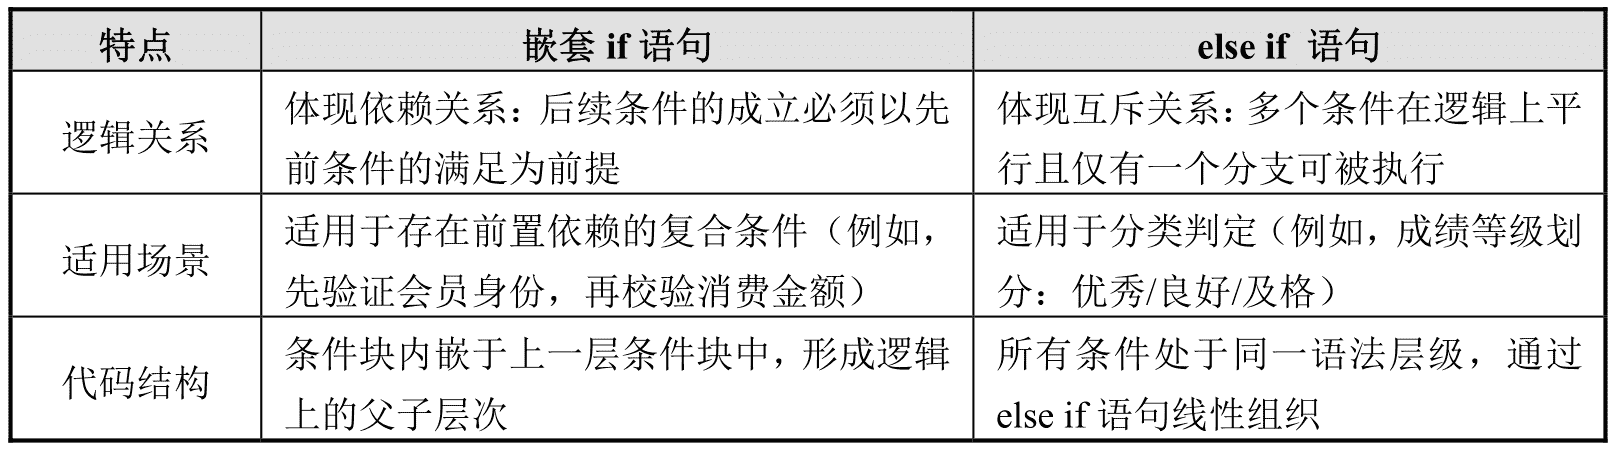 特点 嵌套 if 语句 else if 语句
逻辑关系
体现依赖关系：后续条件的成立必须以先
前条件的满足为前提
体现互斥关系：多个条件在逻辑上平
行且仅有一个分支可被执行
适用场景
适用于存在前置依赖的复合条件（例如，
先验证会员身份，再校验消费金额）
适用于分类判定（例如，成绩等级划
分：优秀/良好/及格）
代码结构
条件块内嵌于上一层条件块中，形成逻辑
上的父子层次
所有条件处于同一语法层级，通过
else if 语句线性组织